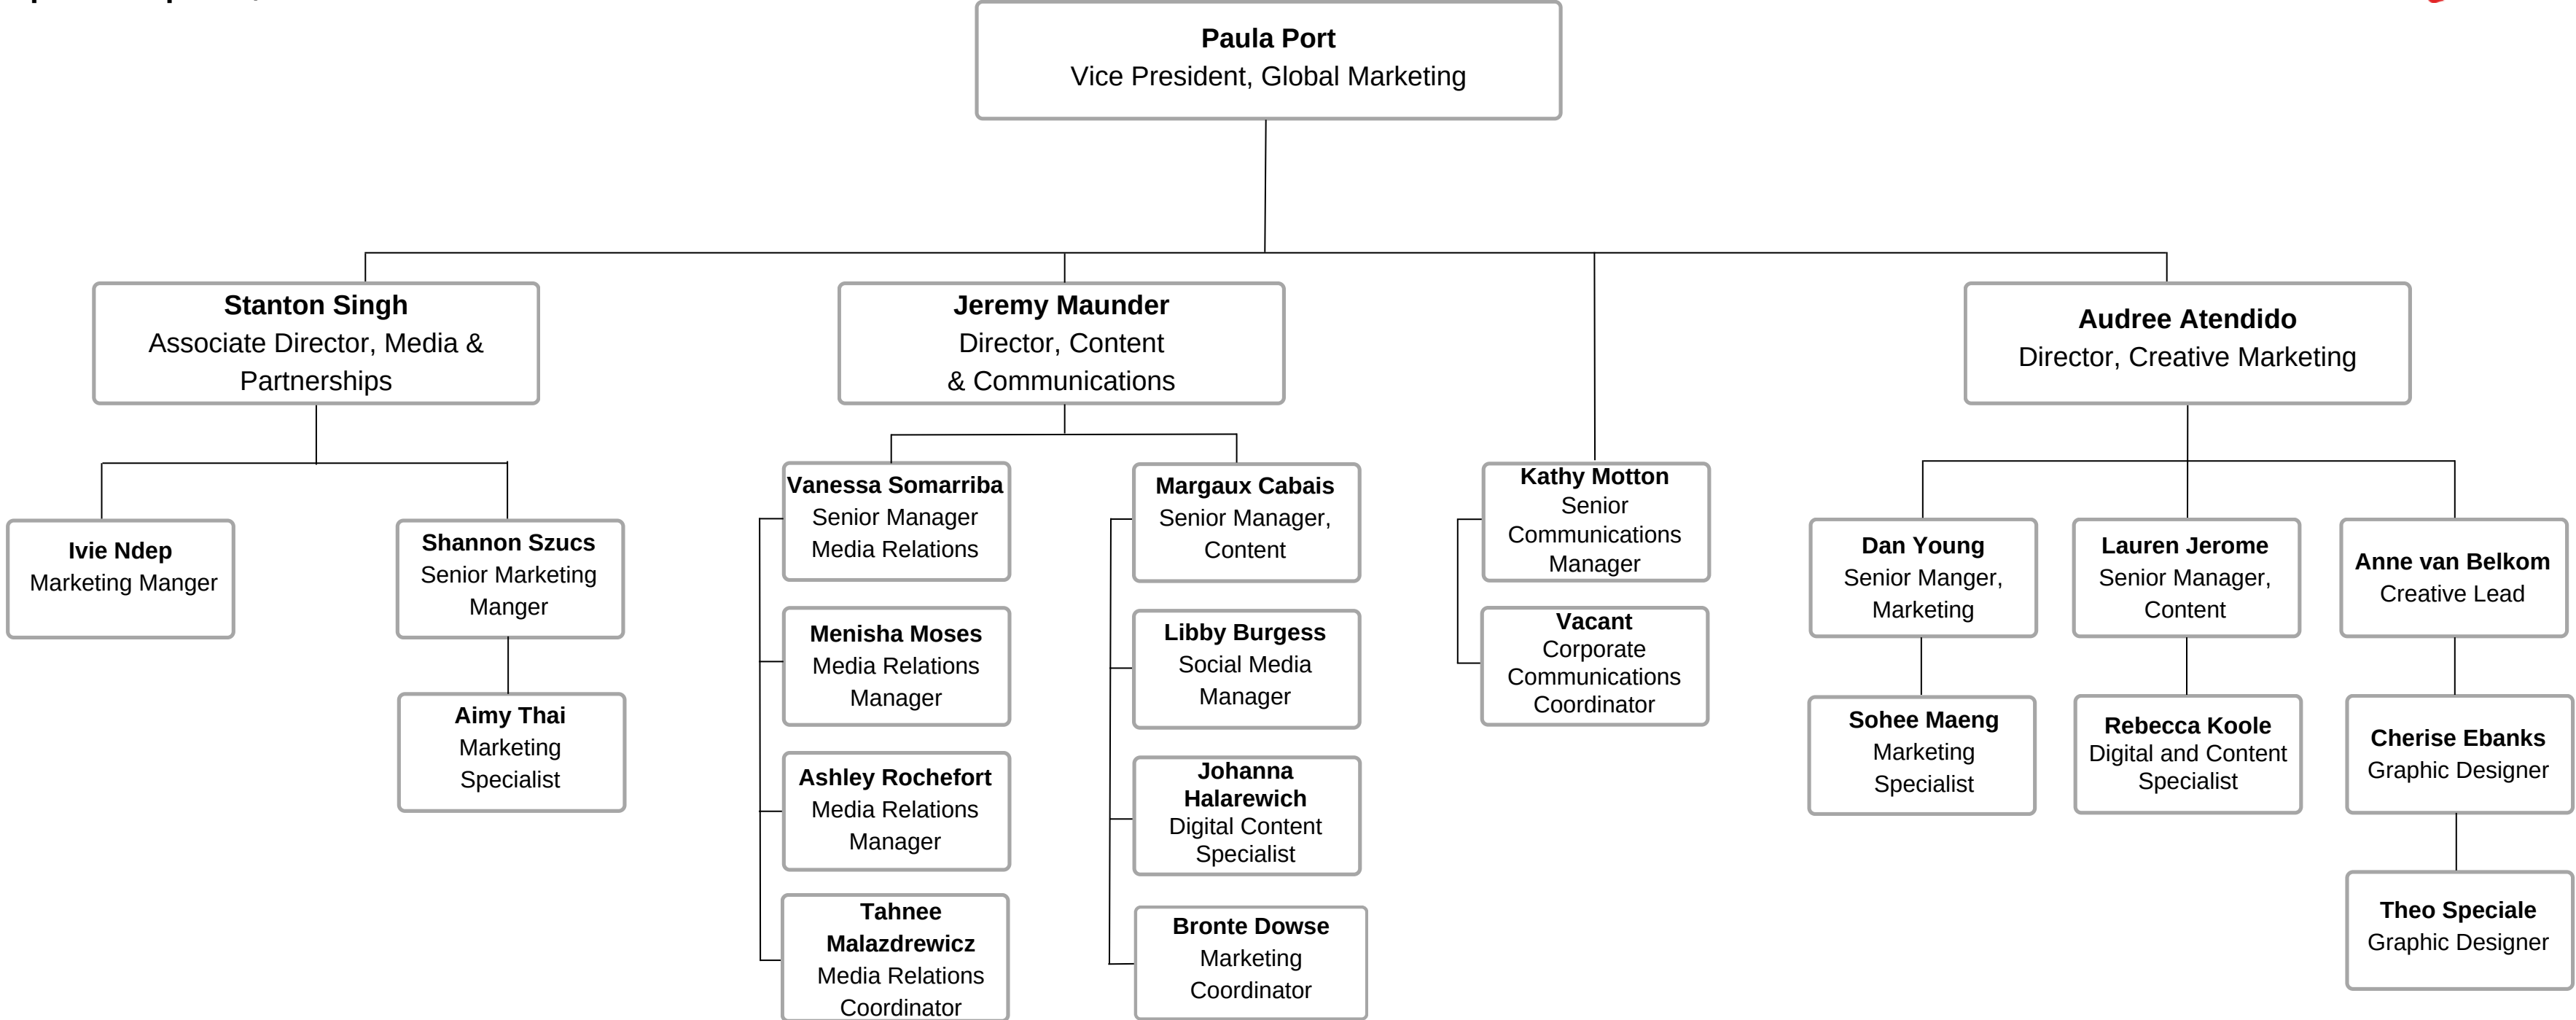 Paula Port
Vice President, Global Marketing
Stanton Singh
Associate Director, Media &
Partnerships
Jeremy Maunder
Director, Content
& Communications
Audree Atendido
Director, Creative Marketing
Ivie Ndep
Marketing Manger
Shannon Szucs
Senior Marketing
Manger
Aimy Thai
Marketing
Specialist
Vanessa Somarriba
Senior Manager
Media Relations
Menisha Moses
Media Relations
Manager
Ashley Rochefort
Media Relations
Manager
Tahnee
Malazdrewicz
Media Relations
Coordinator
Margaux Cabais
Senior Manager,
Content
Libby Burgess
Social Media
Manager
Johanna
Halarewich
Digital Content
Specialist
Bronte Dowse
Marketing
Coordinator
Kathy Motton
Senior
Communications
Manager
Vacant
Corporate
Communications
Coordinator
Dan Young
Senior Manger,
Marketing
Sohee Maeng
Marketing
Specialist
Lauren Jerome
Senior Manager,
Content
Rebecca Koole
Digital and Content
Specialist
Anne van Belkom
Creative Lead
Cherise Ebanks
Graphic Designer
Theo Speciale
Graphic Designer